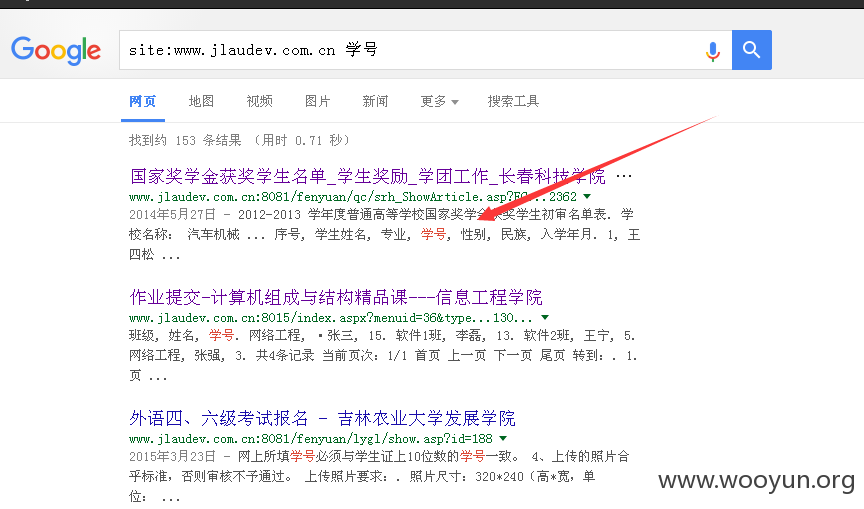 Google
site:www.jlaudev.com.cn 学号
网页 地图 视频 图片 新闻 更多 搜索工具
找到约 153 条结果 （用时 0.71 秒）
国家奖学金获奖学生名单_学生奖励_学团工作_长春科技学院 ...
www.jlaudev.com.cn:8081/fenyuan/qc/srh_ShowArticle.asp?FC...2362
2014年5月27日 - 2012-2013 学年度普通高等学校国家奖学金获奖学生初审名单表. 学
校名称： 汽车机械 ... 序号, 学生姓名, 专业, 学号, 性别, 民族, 入学年月. 1, 王
四松 ...
作业提交-计算机组成与结构精品课---信息工程学院
www.jlaudev.com.cn:8015/index.aspx?menuid=36&type...130...
班级, 姓名, 学号. 网络工程, ·张三, 15. 软件1班, 李磊, 13. 软件2班, 王宁, 5.
网络工程, 张强, 3. 共4条记录 当前页次：1/1 首页 上一页 下一页 尾页 转到：. 1.
页 ...
外语四、六级考试报名 - 吉林农业大学发展学院
www.jlaudev.com.cn:8081/fenyuan/lygl/show.asp?id=188
2015年3月23日 - 网上所填学号必须与学生证上10位数的学号一致。 4、上传的照片合
乎标准，否则审核不予通过。 上传照片要求：. 照片尺寸：320*240（高*宽，单
位： ...
www.wooyun.org